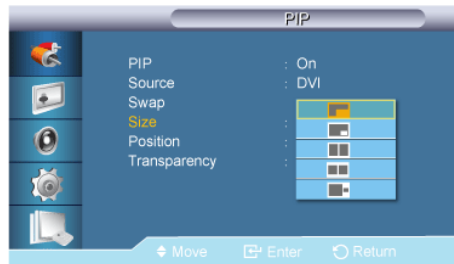 PIP
PIP : On
Source : DVI
Swap
Size :
Position :
Transparency :
Move Enter Return